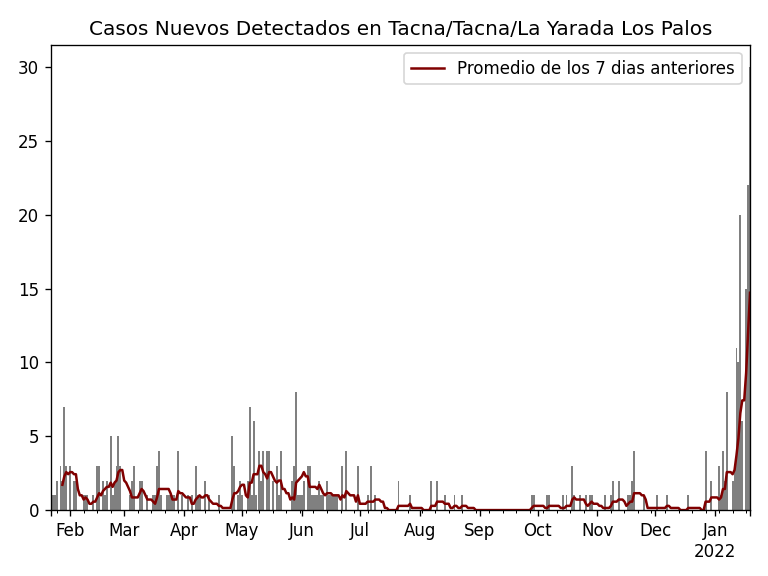 Casos Nuevos Detectados en Tacna/Tacna/La Yarada Los Palos
Promedio de los 7 dias anteriores
30
25
20
15
10
5
0
Feb Mar Apr May Jun Jul Aug Sep Oct Nov Dec Jan
2022